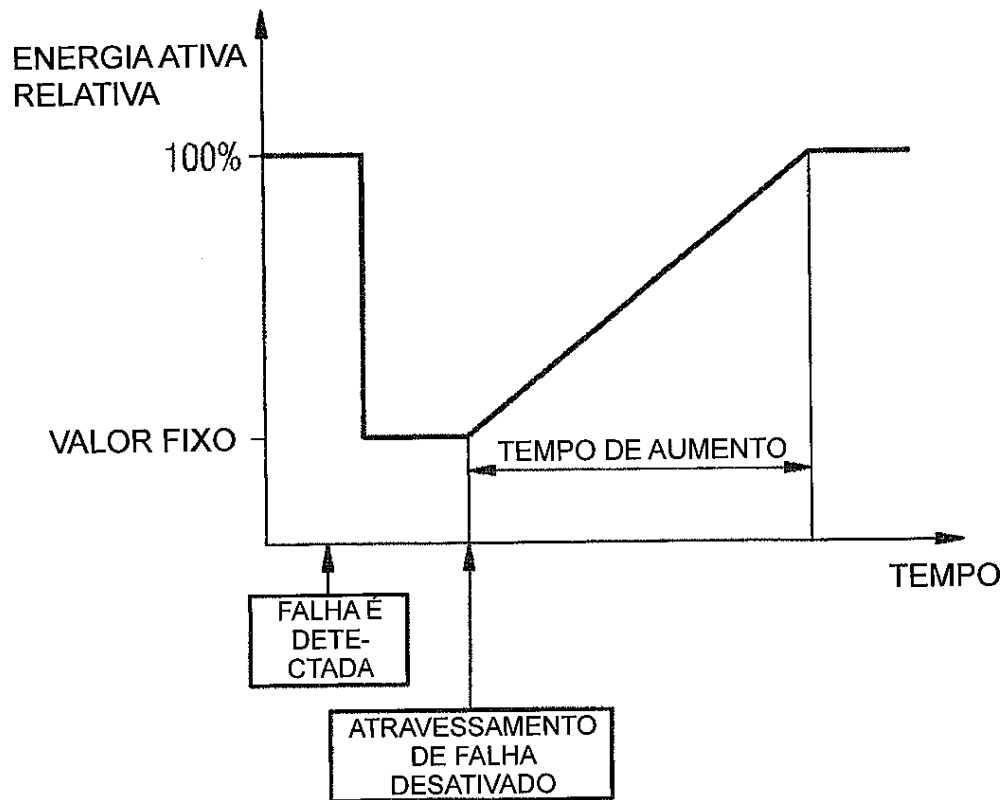 ENERGIA ATIVA
RELATIVA
100%
VALOR FIXO
TEMPO DE AUMENTO
TEMPO
FALHA É
DETE-
CTADA
ATRAVESSAMENTO
DE FALHA
DESATIVADO